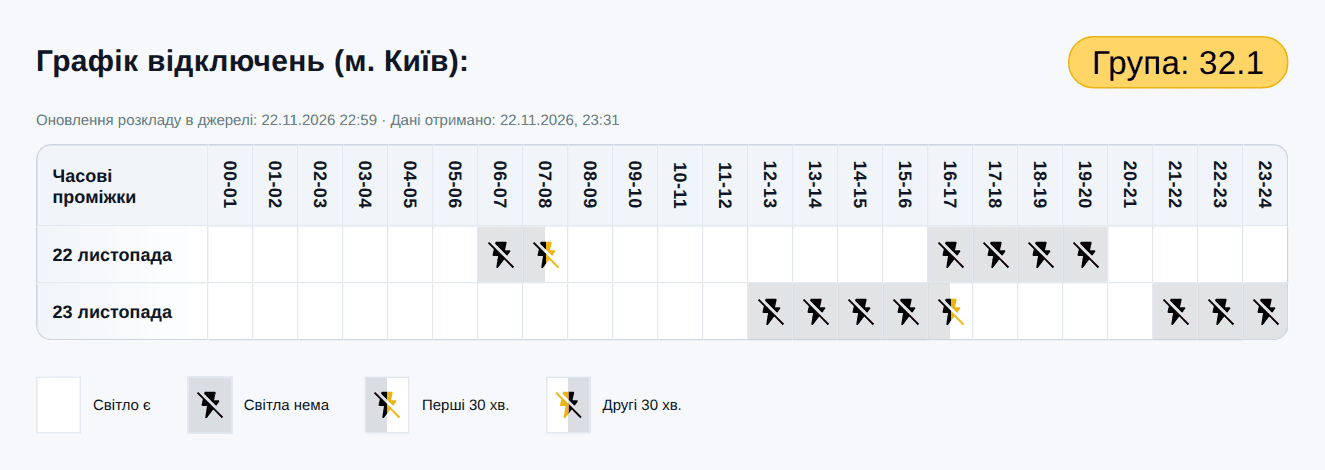 Графік відключень (м. Київ):
Група: 32.1
Оновлення розкладу в джерелі: 22.11.2026 22:59 · Дані отримано: 22.11.2026, 23:31
Часові
проміжки
00-01
01-02
02-03
03-04
04-05
05-06
06-07
07-08
08-09
09-10
10-11
11-12
12-13
13-14
14-15
15-16
16-17
17-18
18-19
19-20
20-21
21-22
22-23
23-24
22 листопада
23 листопада
Світло є
Світла нема
Перші 30 хв.
Другі 30 хв.